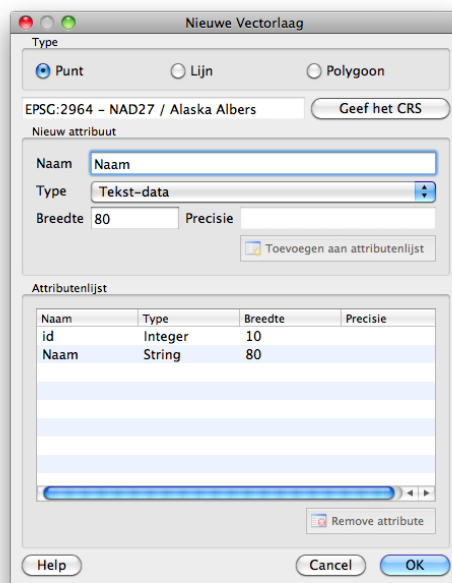 Nieuwe Vectorlaag
Type
Punt Lijn Polygoon
EPSG:2964 - NAD27 / Alaska Albers Geef het CRS
Nieuw attribuut
Naam Naam
Type Tekst-data
Breedte 80 Precisie
Toevoegen aan attributenlijst
Attributenlijst
Naam Type Breedte Precisie
id Integer 10
Naam String 80
Remove attribute
Help Cancel OK